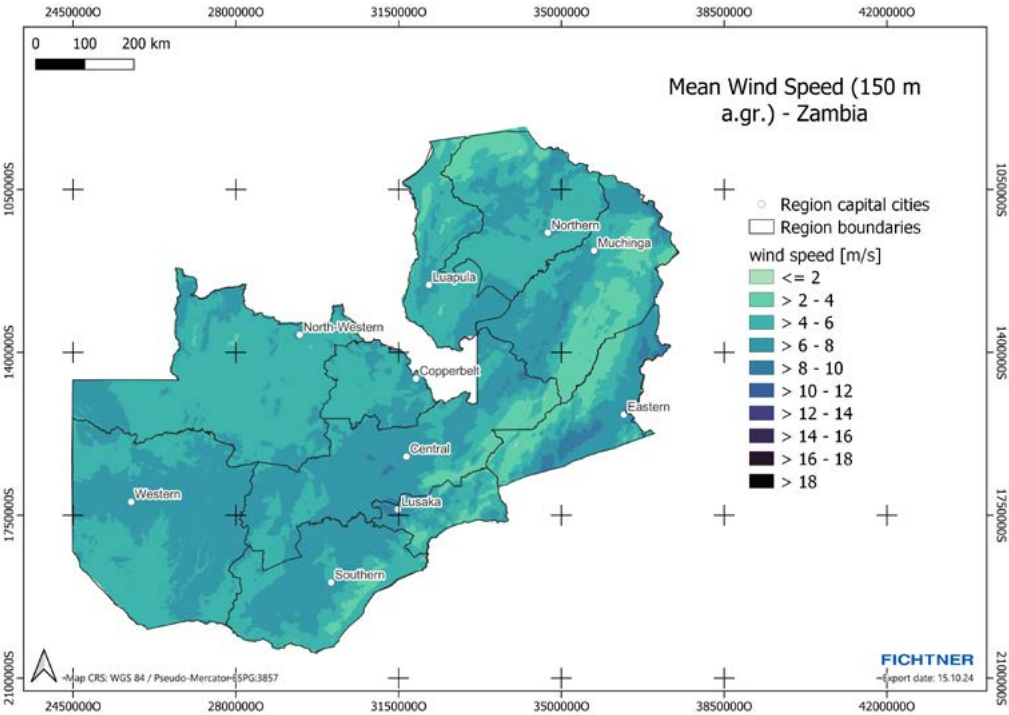 2450000O 2800000O 3150000O 3500000O 3850000O 4200000O
0 100 200 km
Mean Wind Speed (150 m
a.gr.) - Zambia
1050000S 1050000S
Region capital cities
Region boundaries
wind speed [m/s]
<= 2
> 2 - 4
> 4 - 6
> 6 - 8
> 8 - 10
> 10 - 12
> 12 - 14
> 14 - 16
> 16 - 18
> 18
Northern
Muchinga
Luapula
North-Western
1400000S 1400000S
Copperbelt
Eastern
Central
Western
Lusaka
1750000S 1750000S
Southern
FICHTNER
Map CRS: WGS 84 / Pseudo-Mercator ESPG:3857
Export date: 15.10.24
2100000S 2100000S
2450000O 2800000O 3150000O 3500000O 3850000O 4200000O